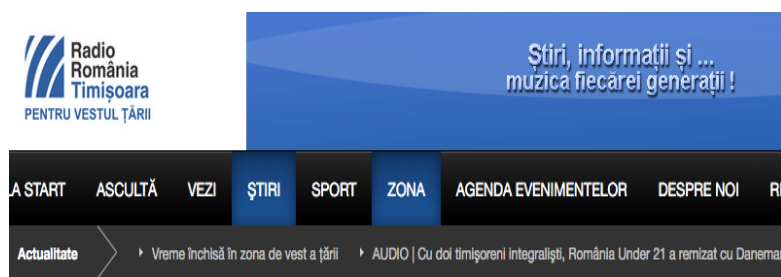 Radio
România
Timișoara
PENTRU VESTUL ȚĂRII
Știri, informații și ...
muzica fiecărei generații !
LA START ASCULTĂ VEZI ȘTIRI SPORT ZONA AGENDA EVENIMENTELOR DESPRE NOI
Actualitate Vreme închisă în zona de vest a țării AUDIO | Cu doi timișoreni integraliști, România Under 21 a remizat cu Danema